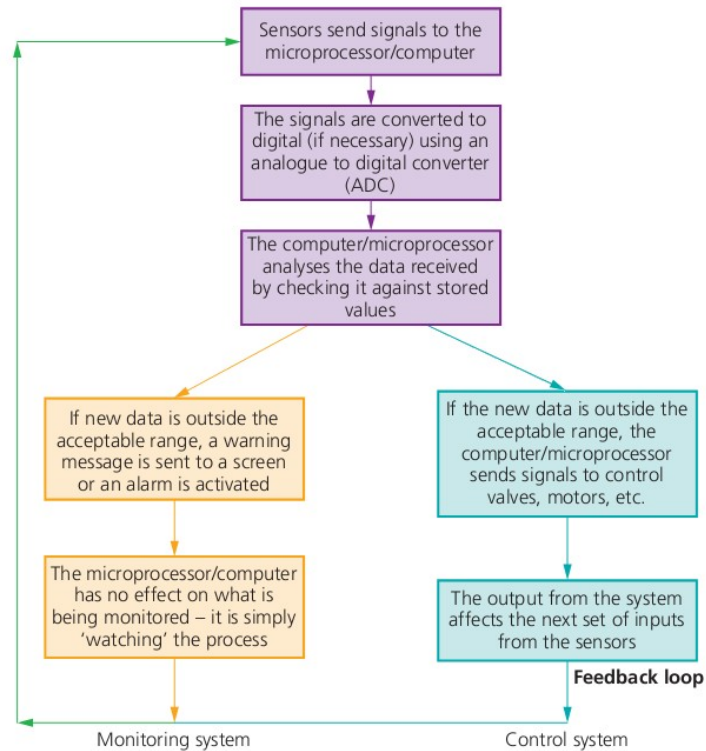 Sensors send signals to the
microprocessor/computer
The signals are converted to
digital (if necessary) using an
analogue to digital converter
(ADC)
The computer/microprocessor
analyses the data received
by checking it against stored
values
If new data is outside the
acceptable range, a warning
message is sent to a screen
or an alarm is activated
The microprocessor/computer
has no effect on what is
being monitored – it is simply
‘watching’ the process
If the new data is outside the
acceptable range, the
computer/microprocessor
sends signals to control
valves, motors, etc.
The output from the system
affects the next set of inputs
from the sensors
Feedback loop
Monitoring system
Control system